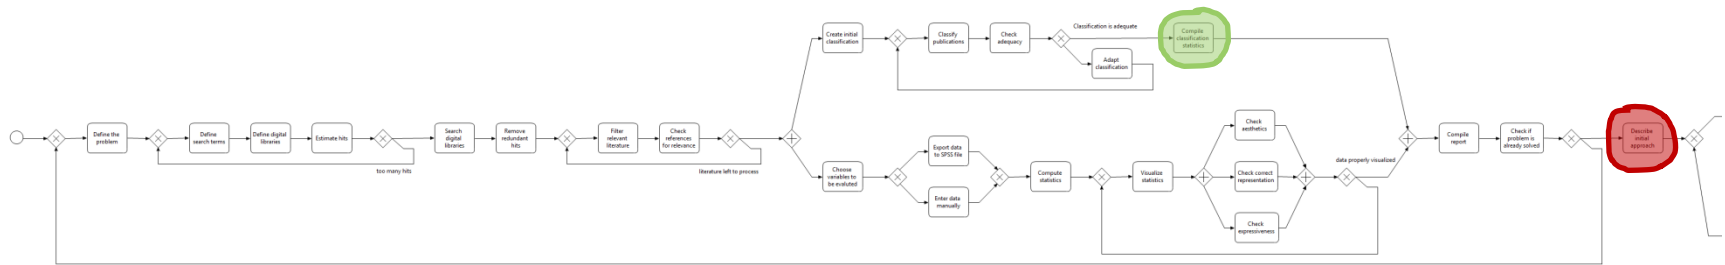 Define the
problem
Define
search terms
Define digital
libraries
Estimate hits
too many hits
Search
digital
libraries
Remove
redundant
hits
Filter
relevant
literature
Check
references
for relevance
literature left to process
Create initial
classification
Classify
publications
Check
adequacy
Classification is adequate
Adapt
classification
Compile
classification
statistics
Choose
variables to
be evaluted
Export data
to SPSS file
Enter data
manually
Compute
statistics
Visualize
statistics
Check
aesthetics
Check correct
representation
Check
expressiveness
data properly visualized
Compile
report
Check if
problem is
already solved
Describe
initial
approach